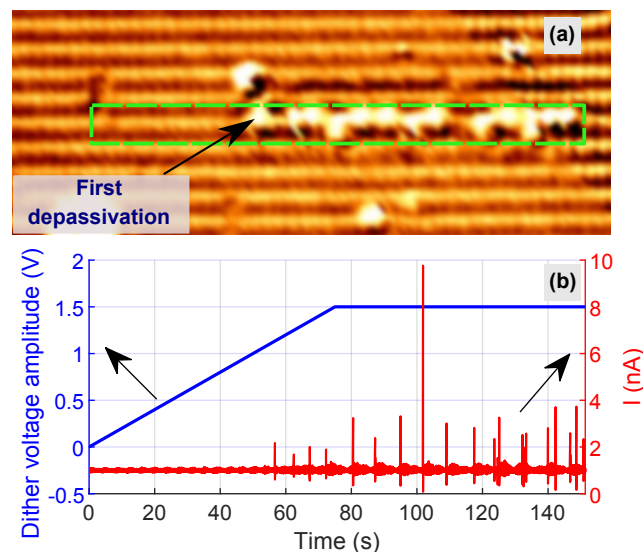 (a)
First
depassivation
(b)
Dither voltage amplitude (V)
2
1.5
1
0.5
0
-0.5
I (nA)
10
8
6
4
2
0
0 20 40 60 80 100 120 140
Time (s)